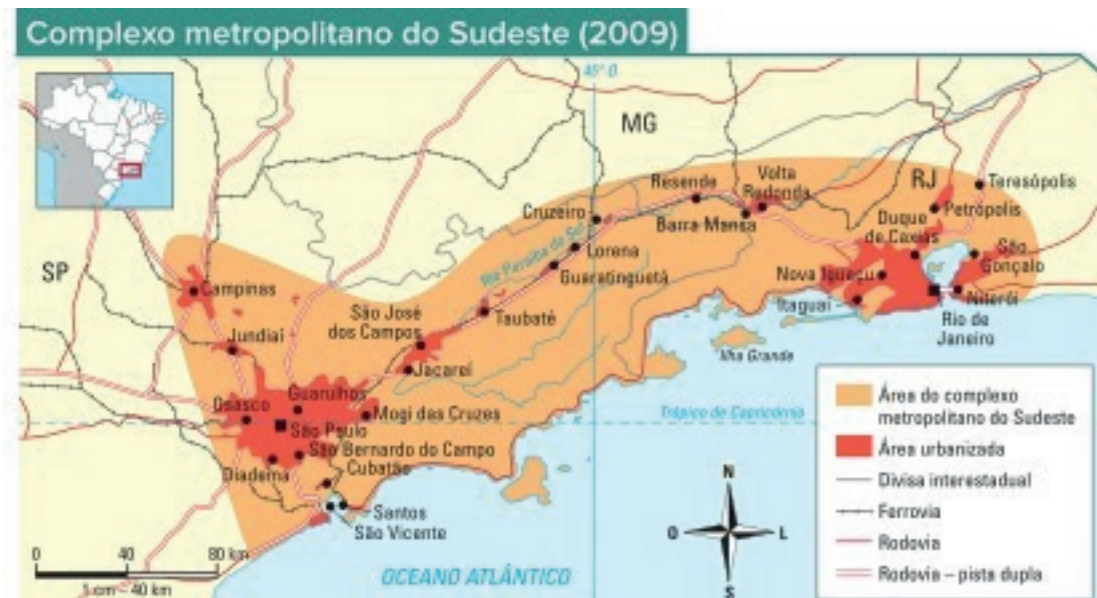 Complexo metropolitano do Sudeste (2009)
45° O
MG
RJ
SP
Teresópolis
Resende
Volta
Redonda
Petrópolis
Cruzeiro
Barra Mansa
Duque
de Caxias
São
Gonçalo
Rio Paraíba do Sul
Lorena
Guaratinguetá
Nova Iguaçu
Campinas
Itaguaí
Niterói
São José
dos Campos
Taubaté
Rio de
Janeiro
Jundiaí
Ilha Grande
Jacareí
Guarulhos
Osasco
Mogi das Cruzes
Trópico de Capricórnio
São Paulo
São Bernardo do Campo
Diadema
Cubatão
Santos
São Vicente
OCEANO ATLÂNTICO
0 40 80 km
1 cm – 40 km
N
O L
S
Área do complexo
metropolitano do Sudeste
Área urbanizada
Divisa interestadual
Ferrovia
Rodovia
Rodovia – pista dupla